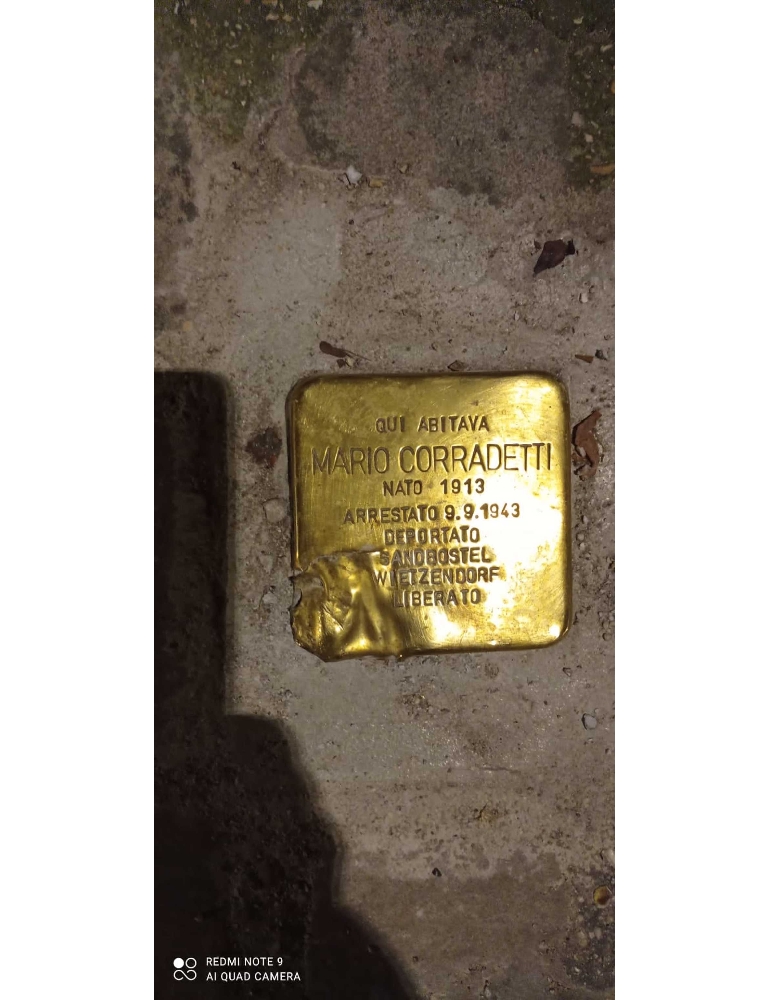 QUI ABITAVA
MARIO CORRADETTI
NATO 1913
ARRESTATO 9.9.1943
DEPORTATO
SANDBOSTEL
WIETZENDORF
LIBERATO
REDMI NOTE 9
AI QUAD CAMERA